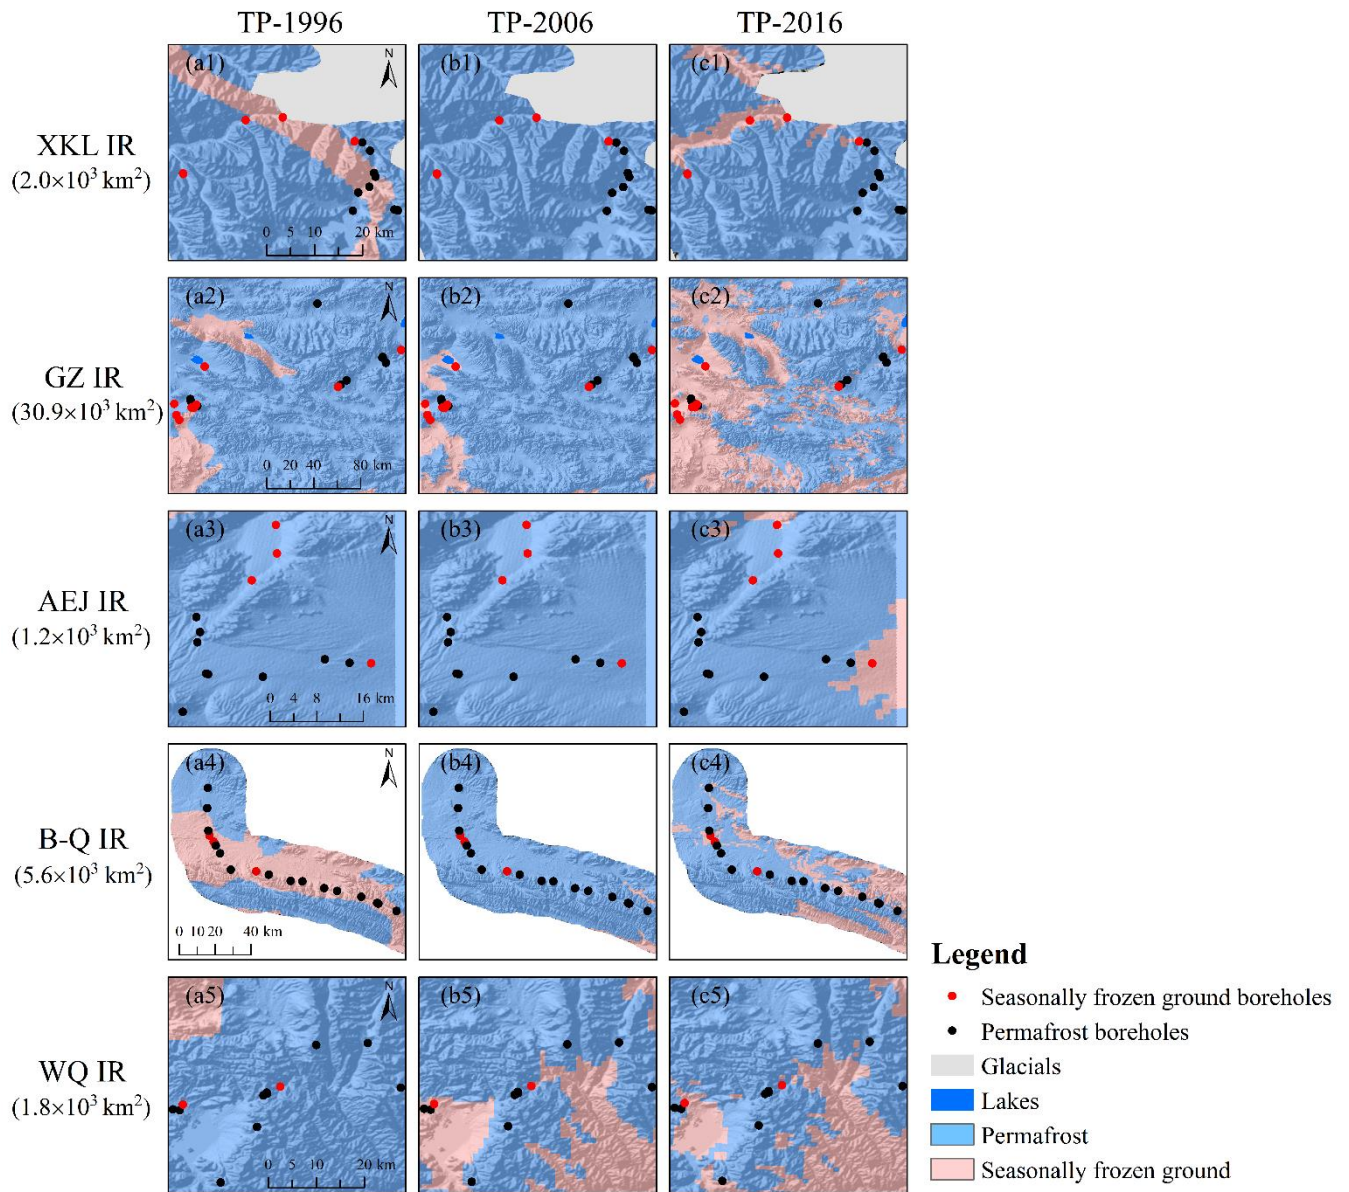 TP-1996 TP-2006 TP-2016
XKL IR
(2.0×10³ km²)
(a1) N (b1) (c1)
0 5 10 20 km
GZ IR
(30.9×10³ km²)
(a2) N (b2) (c2)
0 20 40 80 km
AEJ IR
(1.2×10³ km²)
(a3) N (b3) (c3)
0 4 8 16 km
B-Q IR
(5.6×10³ km²)
(a4) N (b4) (c4)
0 10 20 40 km
WQ IR
(1.8×10³ km²)
(a5) N (b5) (c5)
0 5 10 20 km
Legend
Seasonally frozen ground boreholes
Permafrost boreholes
Glacials
Lakes
Permafrost
Seasonally frozen ground